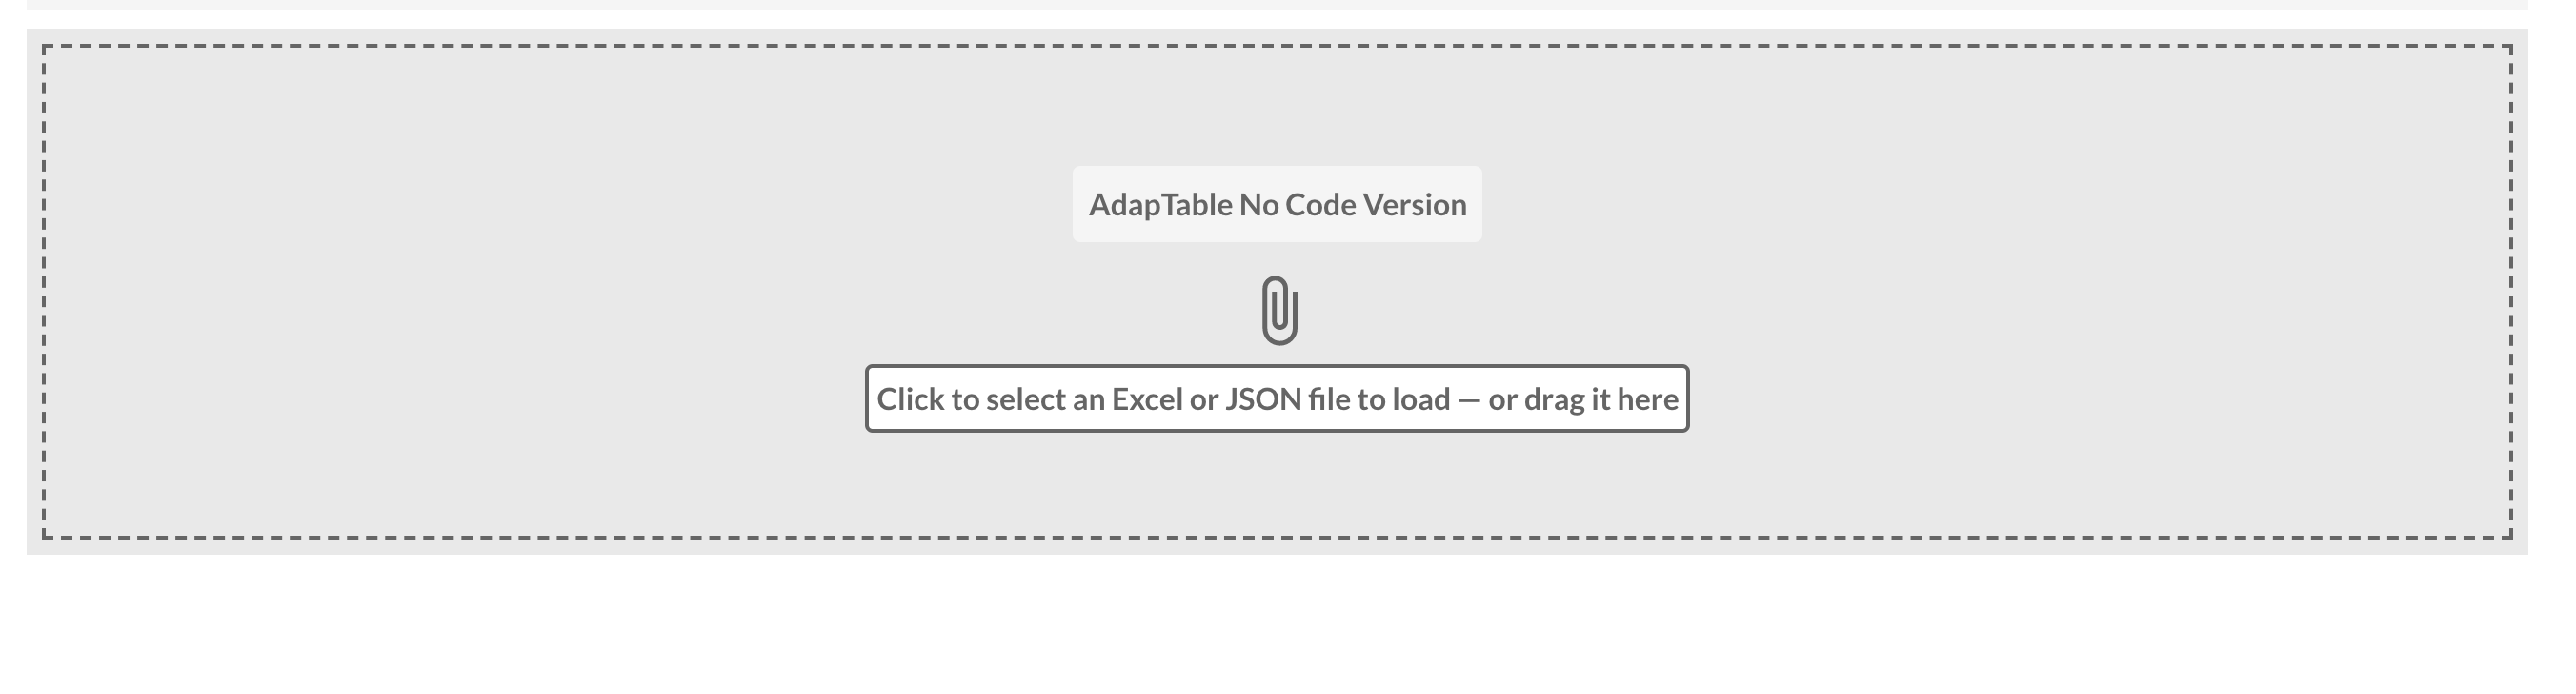 AdapTable No Code Version
Click to select an Excel or JSON file to load — or drag it here